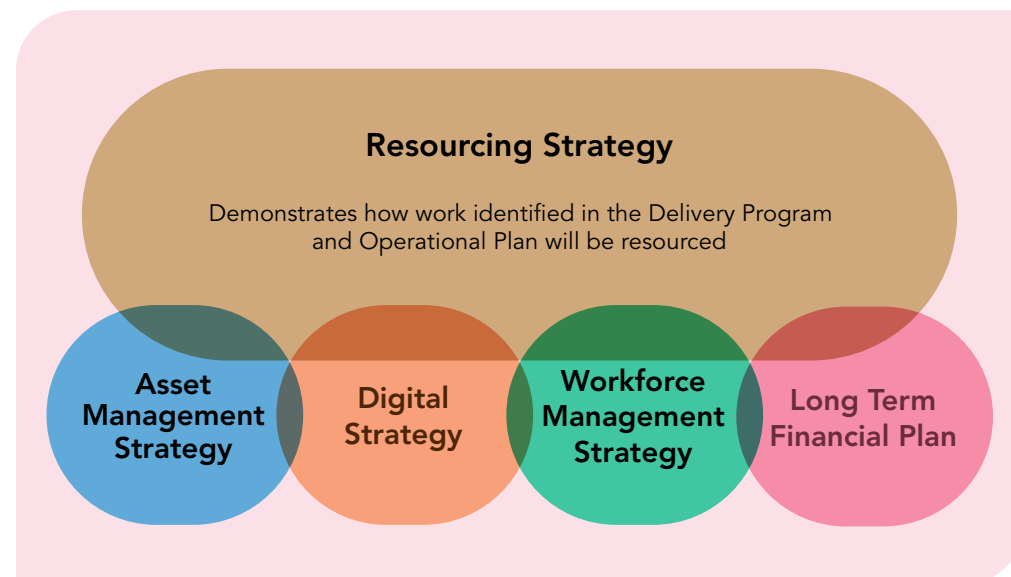 Resourcing Strategy
Demonstrates how work identified in the Delivery Program
and Operational Plan will be resourced
Asset
Management
Strategy
Digital
Strategy
Workforce
Management
Strategy
Long Term
Financial Plan